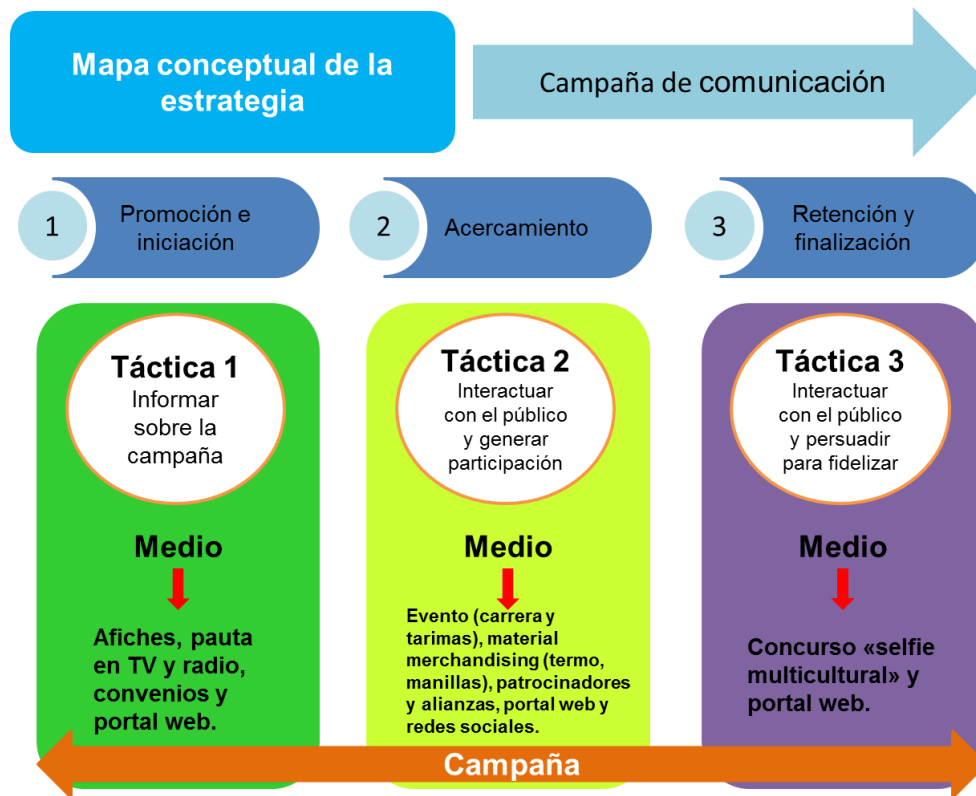 Mapa conceptual de la
estrategia
Campaña de comunicación
1
Promoción e
iniciación
2
Acercamiento
3
Retención y
finalización
Táctica 1
Informar
sobre la
campaña
Medio
Afiches, pauta
en TV y radio,
convenios y
portal web.
Táctica 2
Interactuar
con el público
y generar
participación
Medio
Evento (carrera y
tarimas), material
merchandising (termo,
manillas), patrocinadores
y alianzas, portal web y
redes sociales.
Táctica 3
Interactuar
con el público
y persuadir
para fidelizar
Medio
Concurso «selfie
multicultural» y
portal web.
Campaña